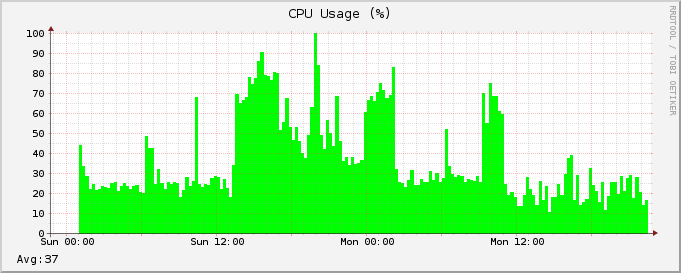 CPU Usage (%)
100
90
80
70
60
50
40
30
20
10
0
Sun 00:00 Sun 12:00 Mon 00:00 Mon 12:00
Avg:37
RRDTOOL / TOBI OETIKER